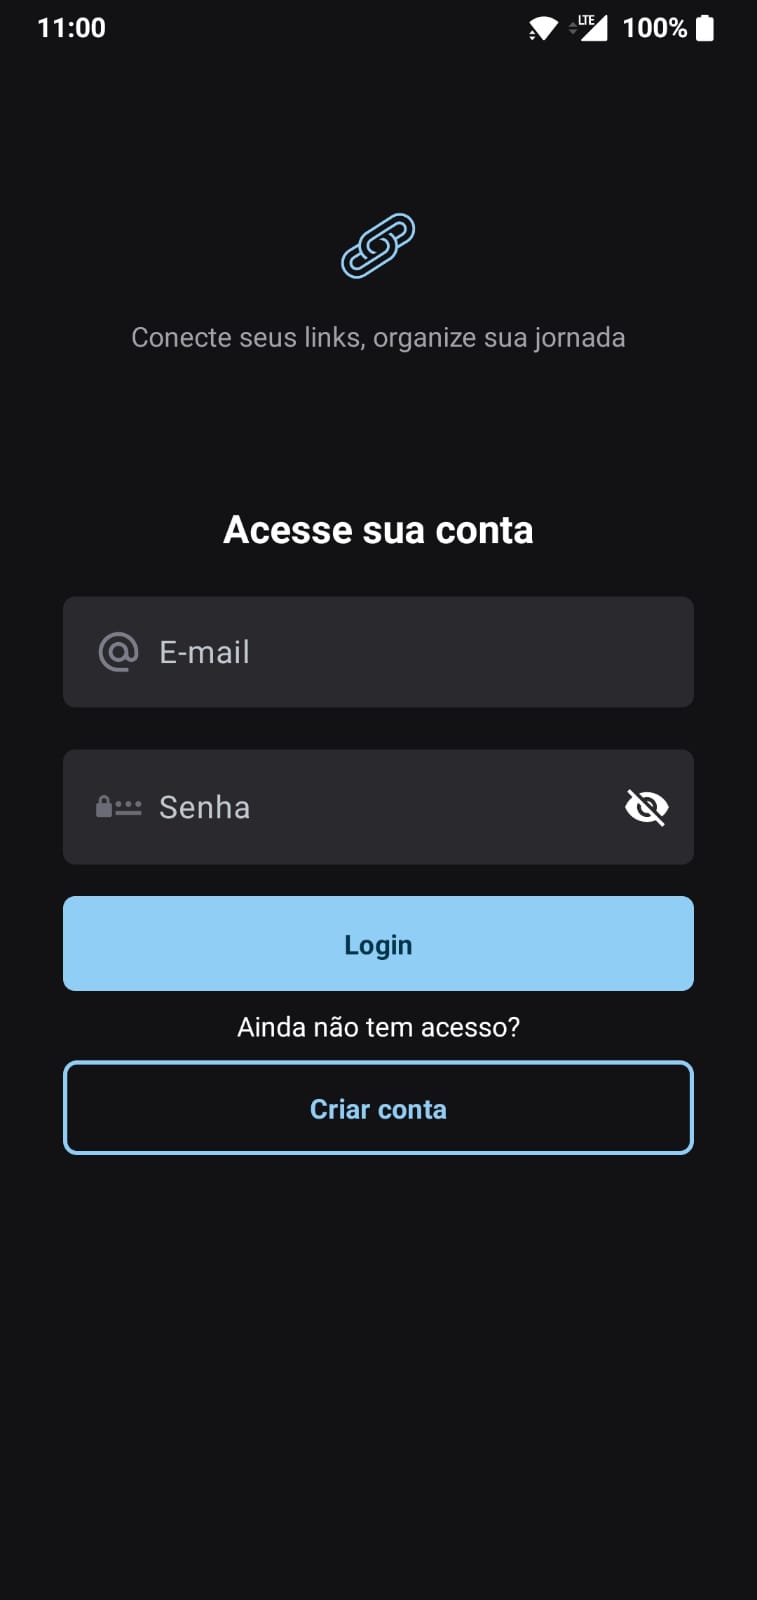 11:00 LTE 100%
Conecte seus links, organize sua jornada
Acesse sua conta
E-mail
Senha
Login
Ainda não tem acesso?
Criar conta